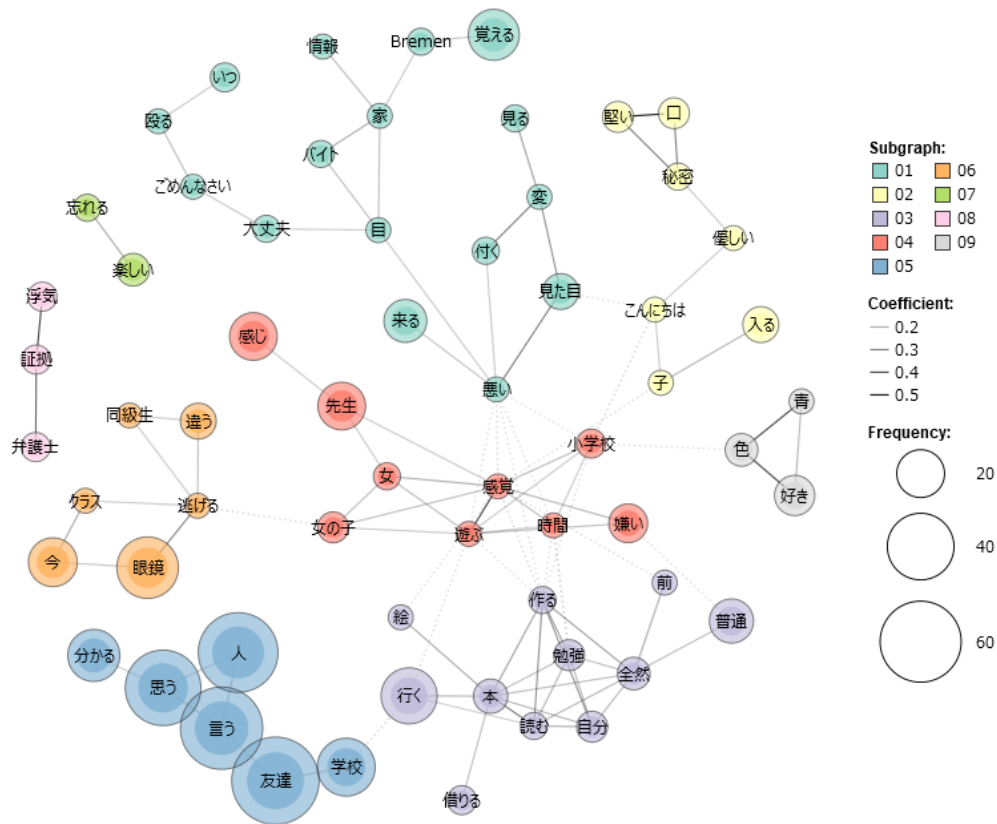 覚える
Bremen
情報
いつ
家
見る
堅い
口
殴る
バイト
秘密
ごめんなさい
変
忘れる
大丈夫
目
優しい
付く
楽しい
見た目
浮気
こんにちは
来る
入る
感じ
証拠
子
悪い
青
先生
同級生
違う
小学校
弁護士
色
女
感覚
好き
クラス
逃げる
女の子
遊ぶ
時間
嫌い
今
眼鏡
前
作る
絵
普通
分かる
人
勉強
全然
思う
行く
本
言う
読む
自分
学校
友達
借りる
Subgraph:
01 06
02 07
03 08
04 09
05
Coefficient:
0.2
0.3
0.4
0.5
Frequency:
20
40
60